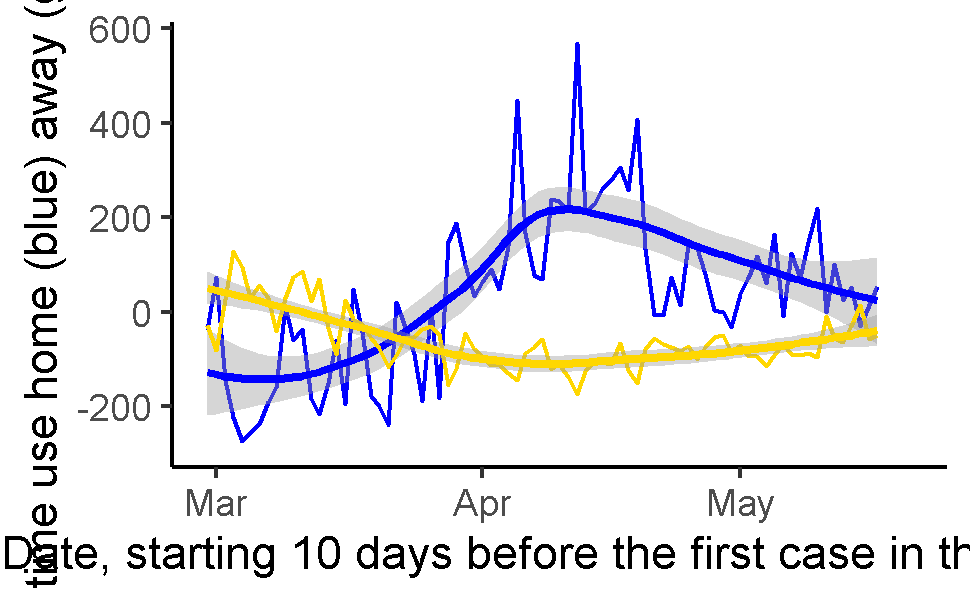 time use home (blue) away (
600
400
200
0
-200
Mar Apr May
Date, starting 10 days before the first case in th